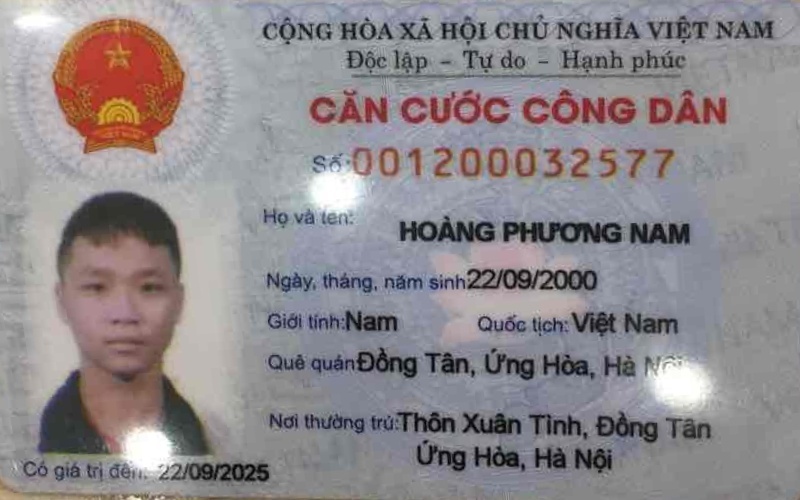 CỘNG HÒA XÃ HỘI CHỦ NGHĨA VIỆT NAM
Độc lập - Tự do - Hạnh phúc
CĂN CƯỚC CÔNG DÂN
Số: 001200032577
Họ và tên:
HOÀNG PHƯƠNG NAM
Ngày, tháng, năm sinh 22/09/2000
Giới tính: Nam Quốc tịch: Việt Nam
Quê quán Đồng Tân, Ứng Hòa, Hà Nội
Nơi thường trú: Thôn Xuân Tình, Đồng Tân
Ứng Hòa, Hà Nội
Có giá trị đến: 22/09/2025